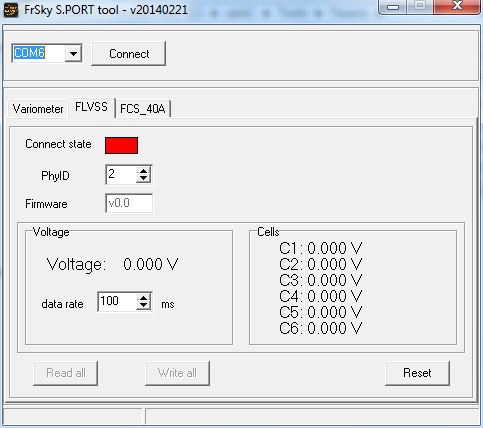 FrSky S.PORT tool - v20140221
COM6
Connect
Variometer
FLVSS
FCS_40A
Connect state
PhyID
2
Firmware
v0.0
Voltage
Voltage: 0.000 V
data rate
100
ms
Cells
C1: 0.000 V
C2: 0.000 V
C3: 0.000 V
C4: 0.000 V
C5: 0.000 V
C6: 0.000 V
Read all
Write all
Reset